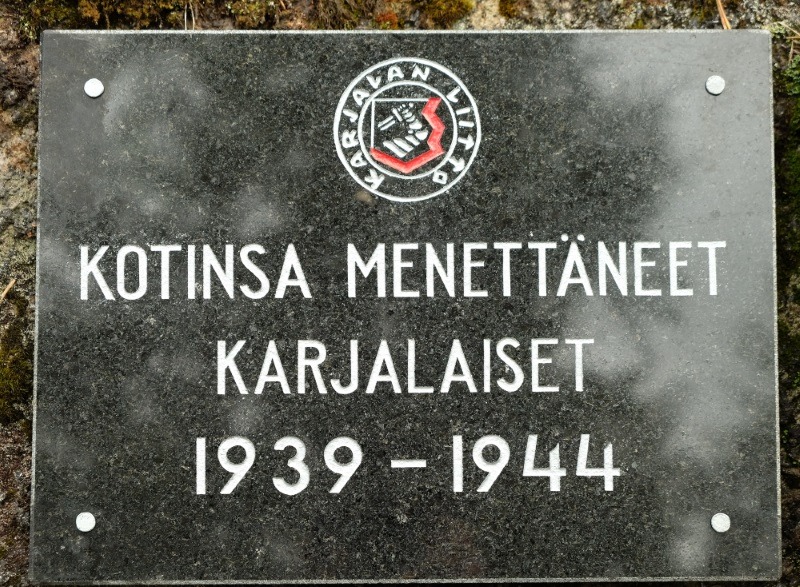 KARJALAN LIITTO
KOTINSA MENETTÄNEET
KARJALAISET
1939 – 1944